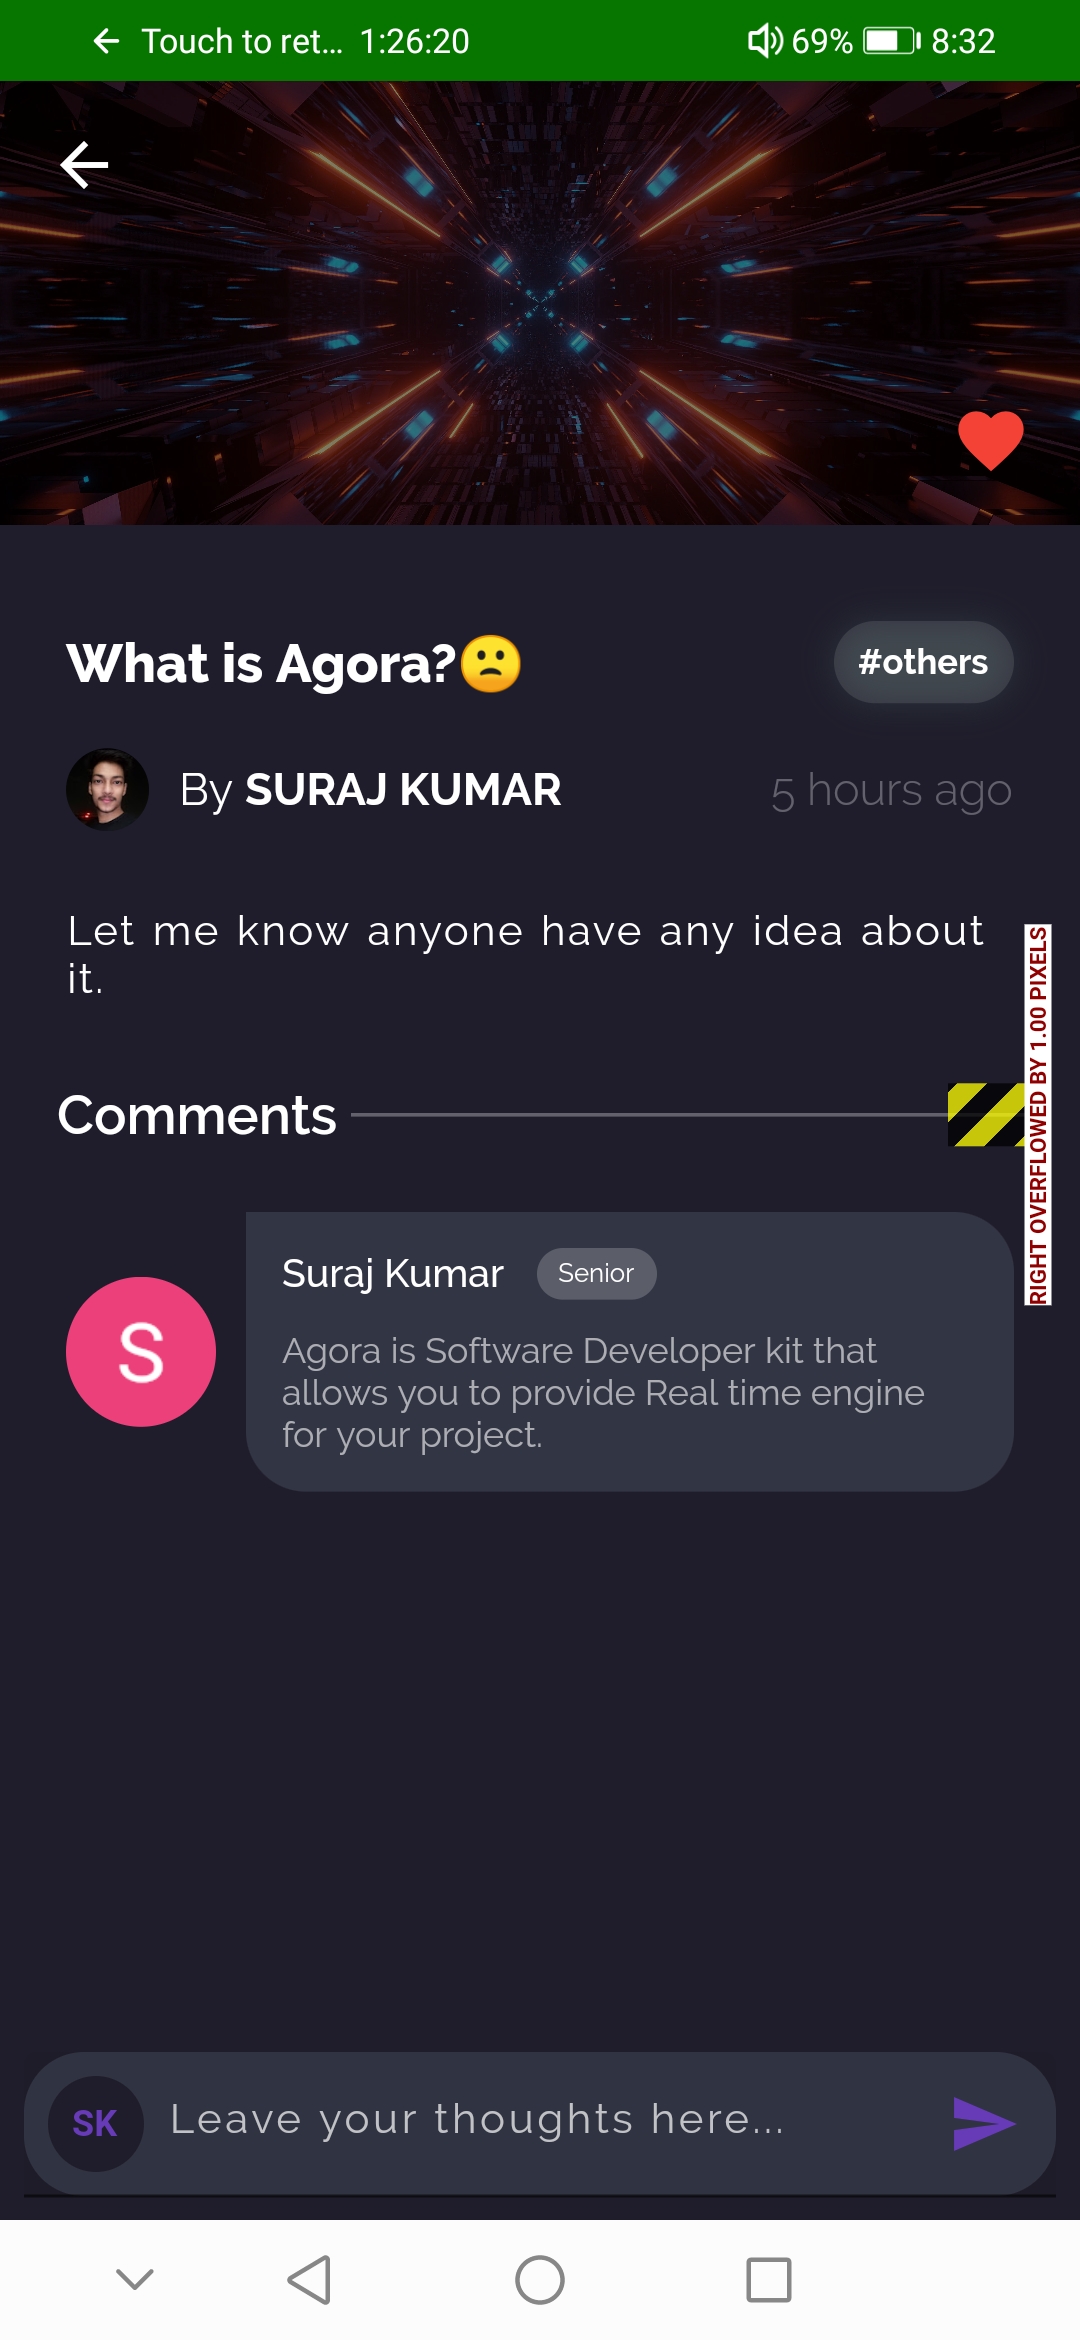 Touch to ret... 1:26:20 69% 8:32
What is Agora?🙁 #others
By SURAJ KUMAR 5 hours ago
Let me know anyone have any idea about
it.
RIGHT OVERFLOWED BY 1.00 PIXELS
Comments
Suraj Kumar Senior
S
Agora is Software Developer kit that
allows you to provide Real time engine
for your project.
SK Leave your thoughts here...